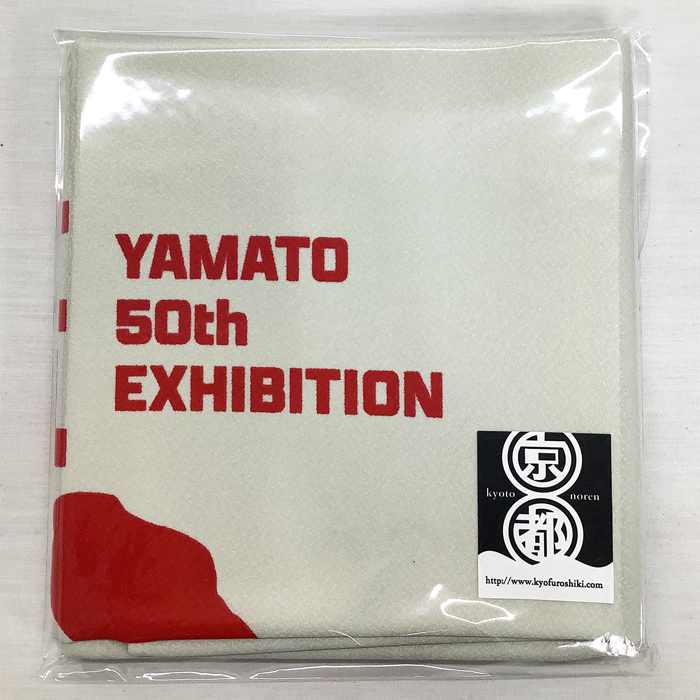 YAMATO
50th
EXHIBITION
京
kyoto noren
都
http://www.kyofuroshiki.com